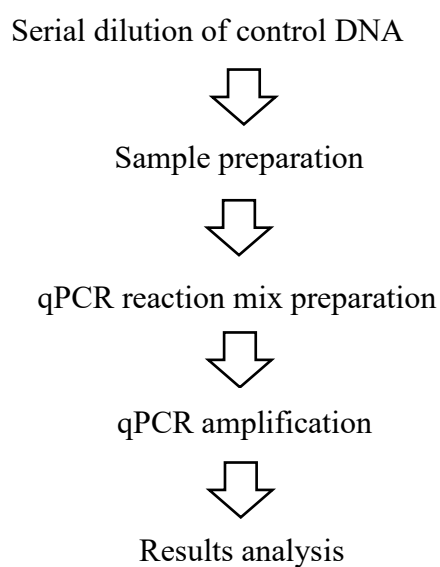 Serial dilution of control DNA
Sample preparation
qPCR reaction mix preparation
qPCR amplification
Results analysis